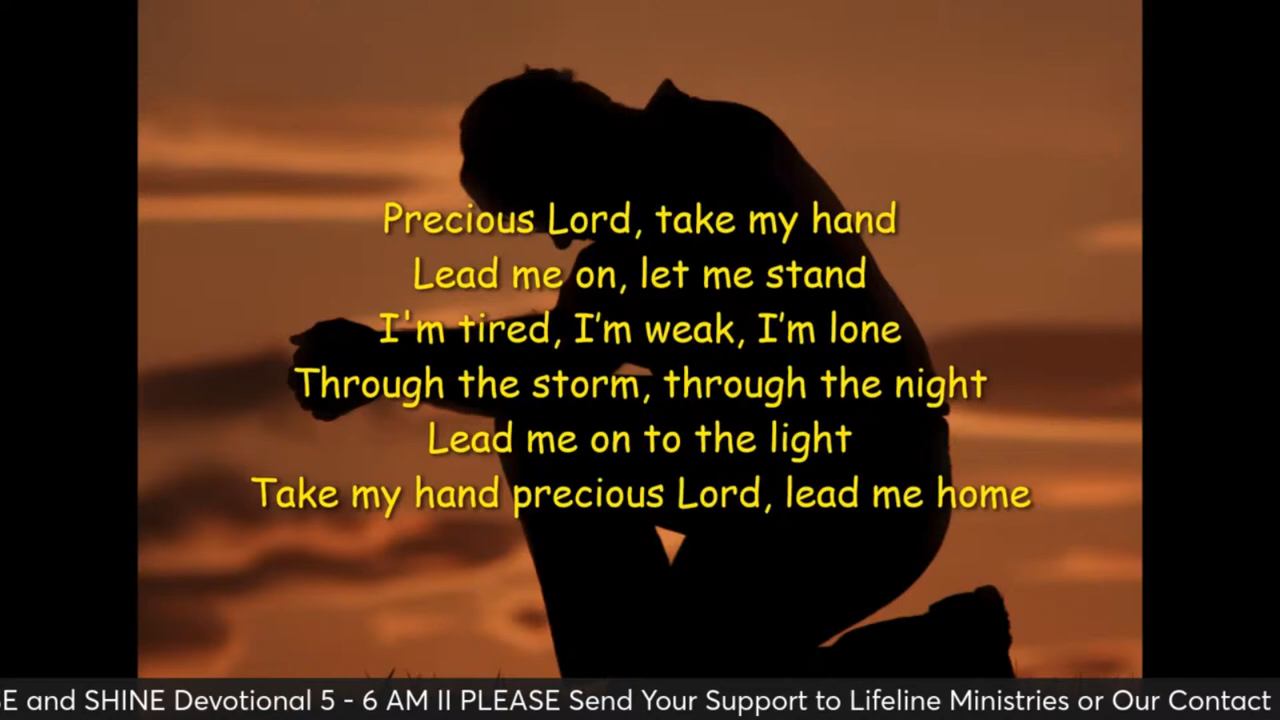 Precious Lord, take my hand
Lead me on, let me stand
I'm tired, I’m weak, I’m lone
Through the storm, through the night
Lead me on to the light
Take my hand precious Lord, lead me home
SE and SHINE Devotional 5 - 6 AM II PLEASE Send Your Support to Lifeline Ministries or Our Contact